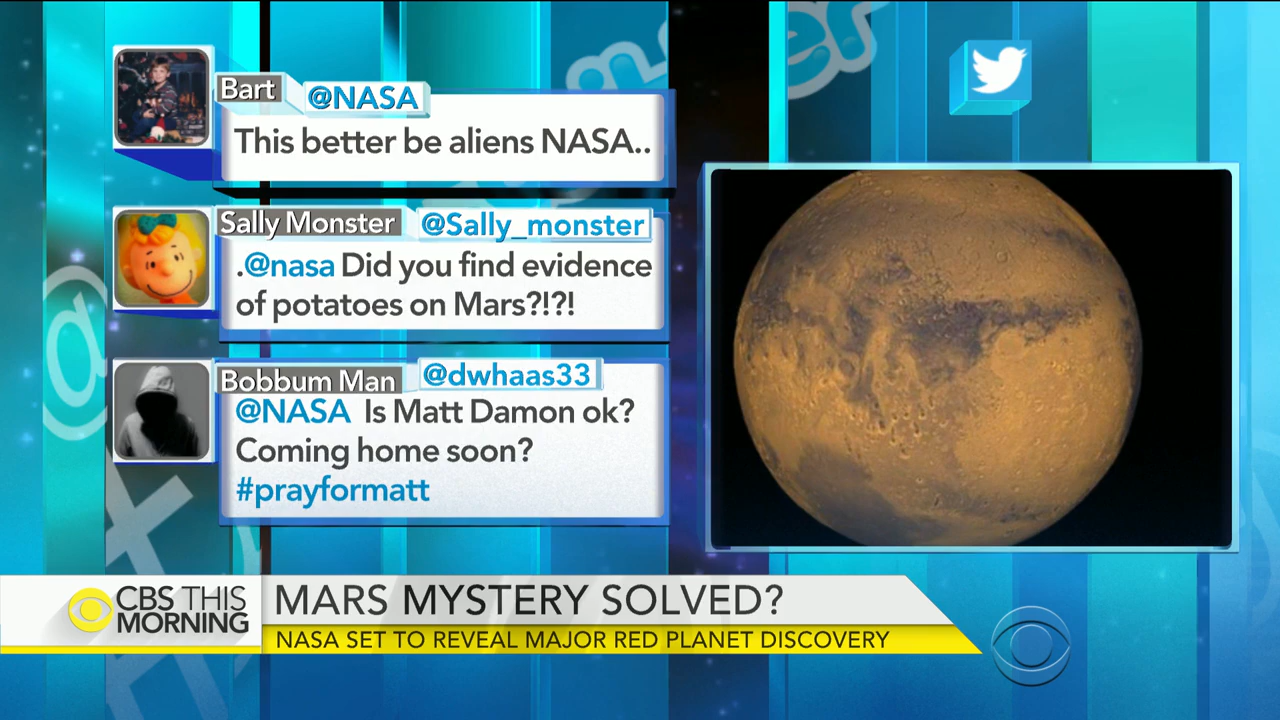 Bart @NASA
This better be aliens NASA..
Sally Monster @Sally_monster
.@nasa Did you find evidence
of potatoes on Mars?!?!
Bobbum Man @dwhaas33
@NASA Is Matt Damon ok?
Coming home soon?
#prayformatt
CBS THIS
MORNING
MARS MYSTERY SOLVED?
NASA SET TO REVEAL MAJOR RED PLANET DISCOVERY